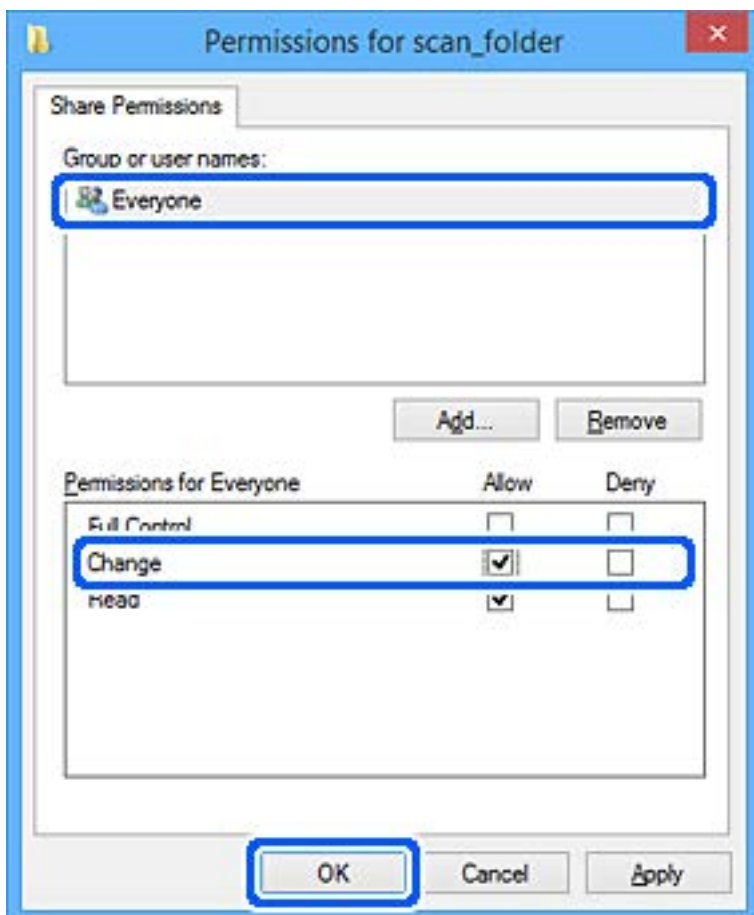 Permissions for scan_folder
Share Permissions
Group or user names:
Everyone
Add... Remove
Permissions for Everyone Allow Deny
Full Control
Change
Read
OK Cancel Apply